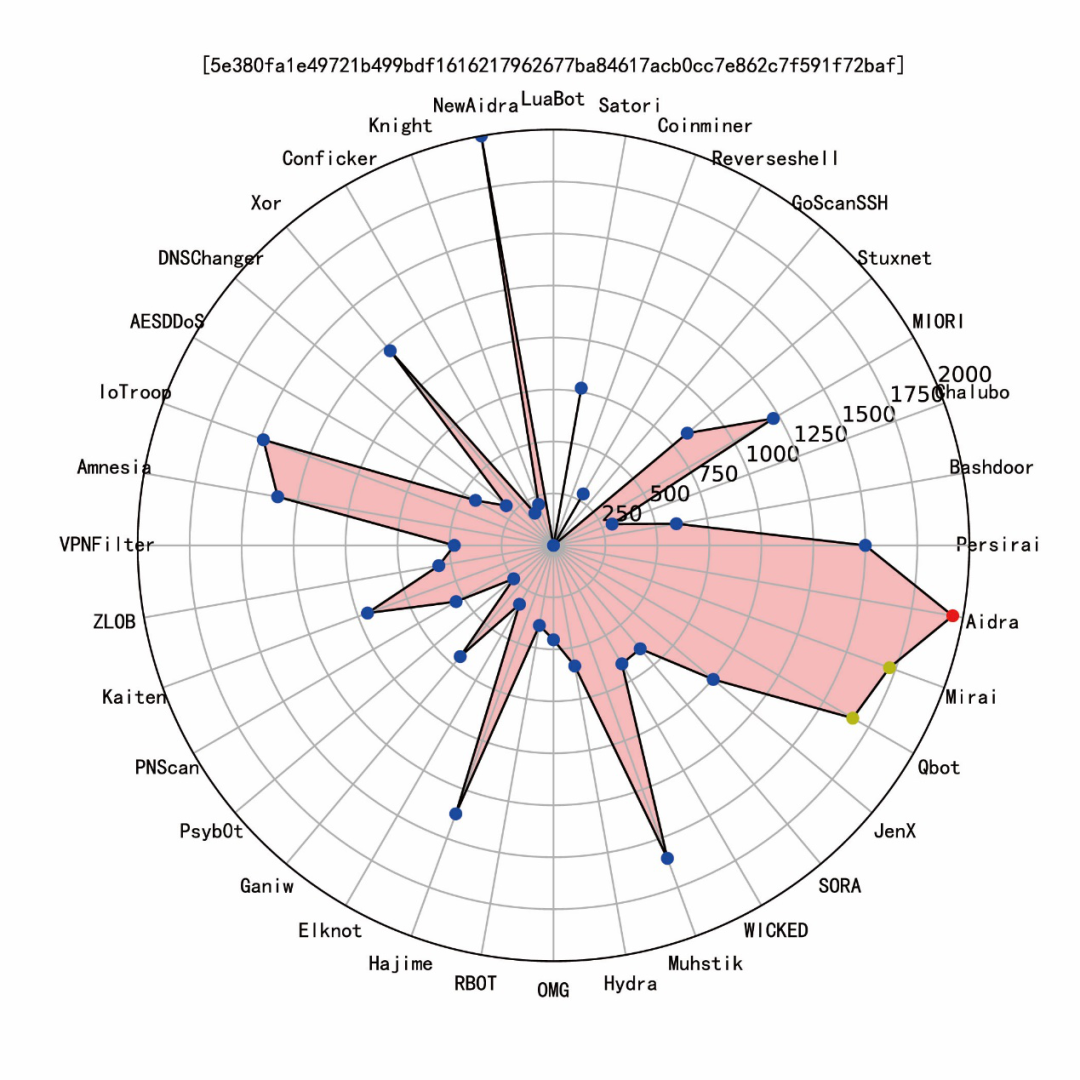 [5e380fa1e49721b499bdf1616217962677ba84617acb0cc7e862c7f591f72baf]
LuaBot
NewAidra
Satori
Knight
Coinminer
Conficker
Reverseshell
Xor
GoScanSSH
DNSChanger
Stuxnet
AESDDoS
MIORI
2000
IoTroop
1750
Chalubo
1500
1250
1000
Amnesia
750
Bashdoor
500
250
VPNFilter
Persirai
ZLOB
Aidra
Kaiten
Mirai
PNScan
Qbot
Psyb0t
JenX
Ganiw
SORA
Elknot
WICKED
Hajime
Muhstik
RBOT
Hydra
OMG